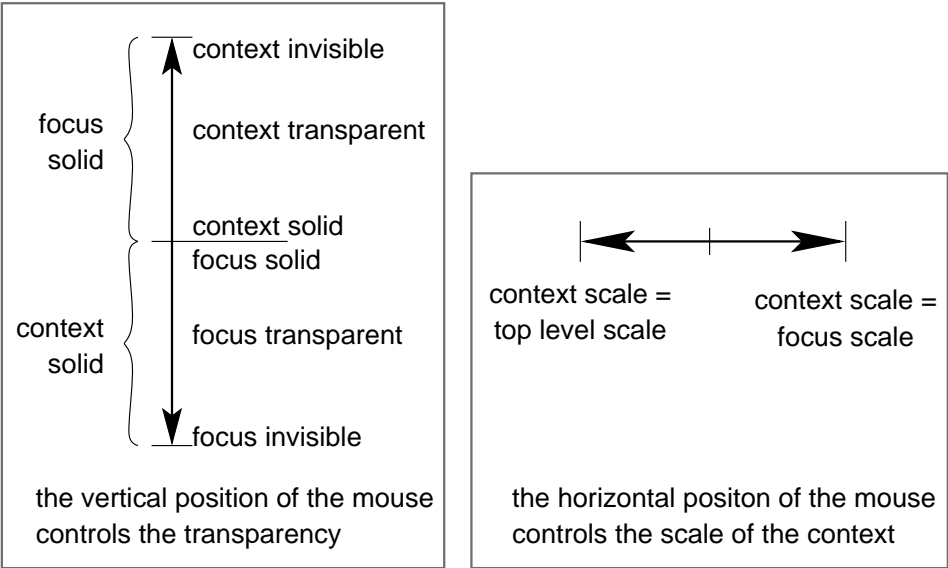 context invisible
focus
solid
context transparent
context solid
focus solid
context
solid
focus transparent
focus invisible
the vertical position of the mouse
controls the transparency
context scale =
top level scale
context scale =
focus scale
the horizontal positon of the mouse
controls the scale of the context